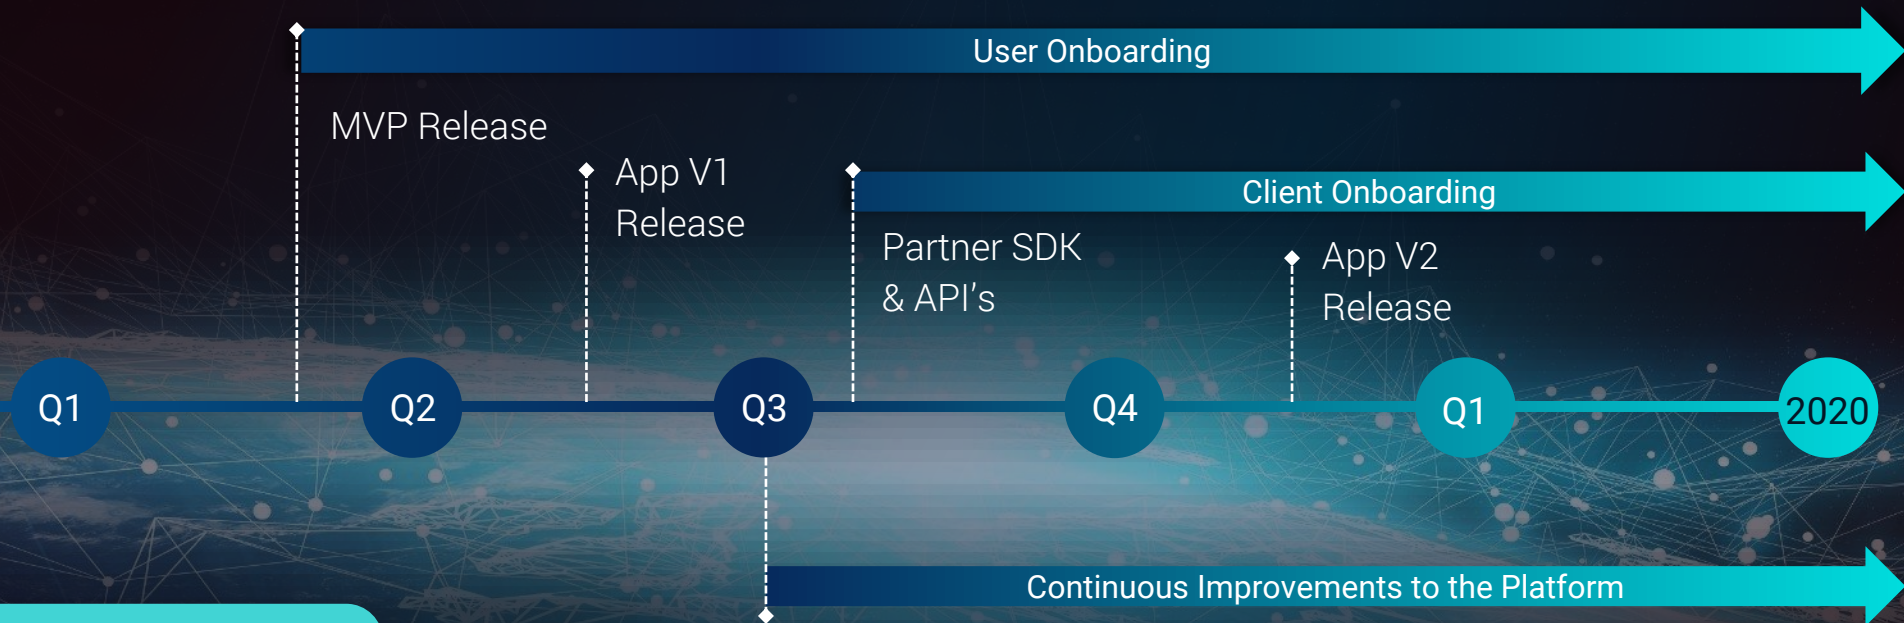 User Onboarding
MVP Release
App V1
Release
Client Onboarding
Partner SDK
& API's
App V2
Release
Q1
Q2
Q3
Q4
Q1
2020
Continuous Improvements to the Platform